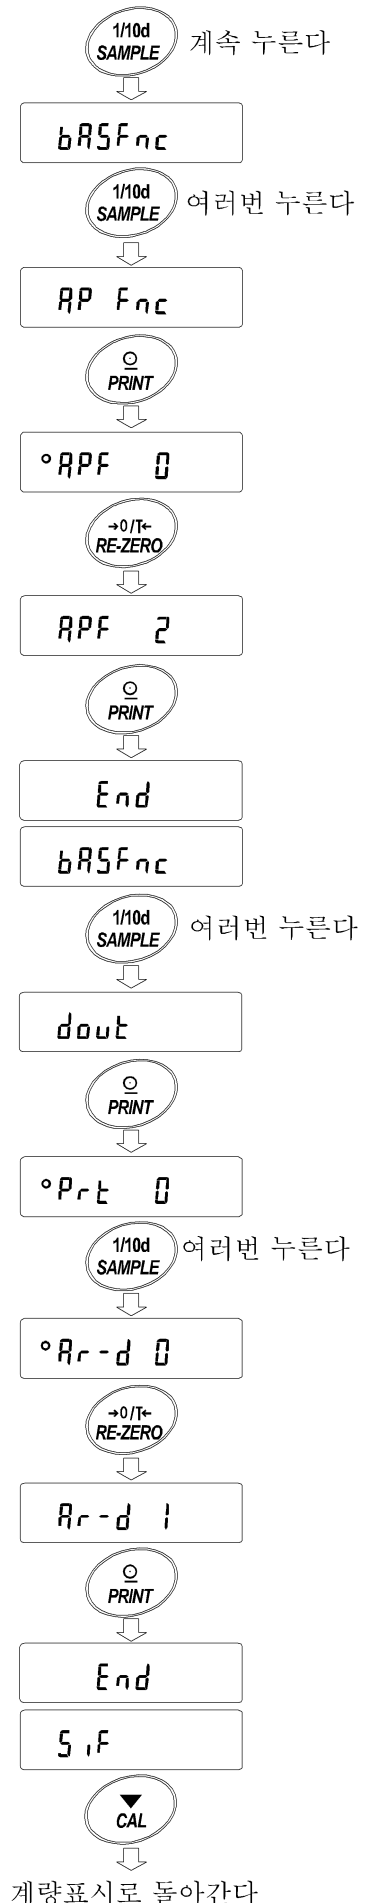 1/10d
SAMPLE 계속 누른다
bASFnc
1/10d
SAMPLE 여러번 누른다
AP Fnc
PRINT
°APF 0
→0/T←
RE-ZERO
APF 2
PRINT
End
bASFnc
1/10d
SAMPLE 여러번 누른다
dout
PRINT
°Prt 0
1/10d
SAMPLE 여러번 누른다
°Ar-d 0
→0/T←
RE-ZERO
Ar-d 1
PRINT
End
SiF
CAL
계량표시로 돌아간다